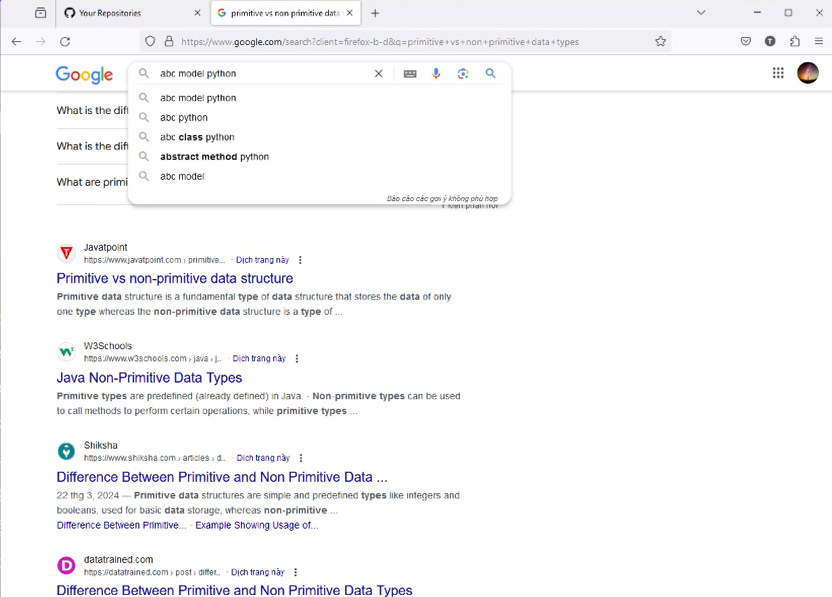 Your Repositories
primitive vs non primitive data
https://www.google.com/search?client=firefox-b-d&q=primitive+vs+non+primitive+data+types
Google
abc model python
abc model python
abc python
abc class python
abstract method python
abc model
Báo cáo các gợi ý không phù hợp
What is the diff
What is the diff
What are primi
Ý kiến phản hồi
Javatpoint
https://www.javatpoint.com › primitive... · Dịch trang này
Primitive vs non-primitive data structure
Primitive data structure is a fundamental type of data structure that stores the data of only
one type whereas the non-primitive data structure is a type of ...
W3Schools
https://www.w3schools.com › java › j... · Dịch trang này
Java Non-Primitive Data Types
Primitive types are predefined (already defined) in Java. · Non-primitive types can be used
to call methods to perform certain operations, while primitive types ...
Shiksha
https://www.shiksha.com › articles › d... · Dịch trang này
Difference Between Primitive and Non Primitive Data ...
22 thg 3, 2024 — Primitive data structures are simple and predefined types like integers and
booleans, used for basic data storage, whereas non-primitive ...
Difference Between Primitive... · Example Showing Usage of...
datatrained.com
https://datatrained.com › post › differ... · Dịch trang này
Difference Between Primitive and Non Primitive Data Types